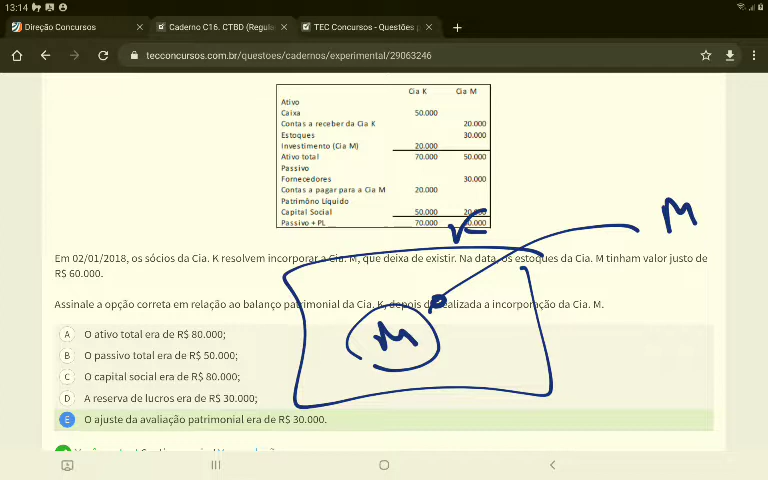 13:14
Direção Concursos
Caderno C16. CTBD (Regula
TEC Concursos - Questões p
tecconcursos.com.br/questoes/cadernos/experimental/29063246
Cia K Cia M
Ativo
Caixa 50.000
Contas a receber da Cia K 20.000
Estoques 30.000
Investimento (Cia M) 20.000
Ativo total 70.000 50.000
Passivo
Fornecedores 30.000
Contas a pagar para a Cia M 20.000
Patrimôno Líquido
Capital Social 50.000 20.000
Passivo + PL 70.000 50.000
K
M
Em 02/01/2018, os sócios da Cia. K resolvem incorporar a Cia. M, que deixa de existir. Na data, os estoques da Cia. M tinham valor justo de
R$ 60.000.
Assinale a opção correta em relação ao balanço patrimonial da Cia. K, depois de realizada a incorporação da Cia. M.
M
A O ativo total era de R$ 80.000;
B O passivo total era de R$ 50.000;
C O capital social era de R$ 80.000;
D A reserva de lucros era de R$ 30.000;
E O ajuste da avaliação patrimonial era de R$ 30.000.